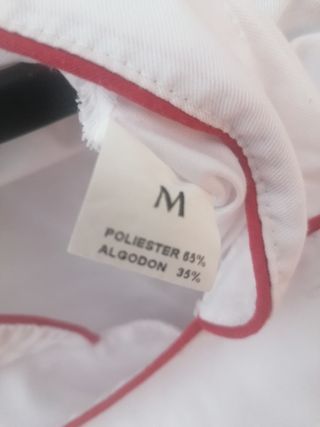 M
POLIESTER 65%
ALGODON 35%